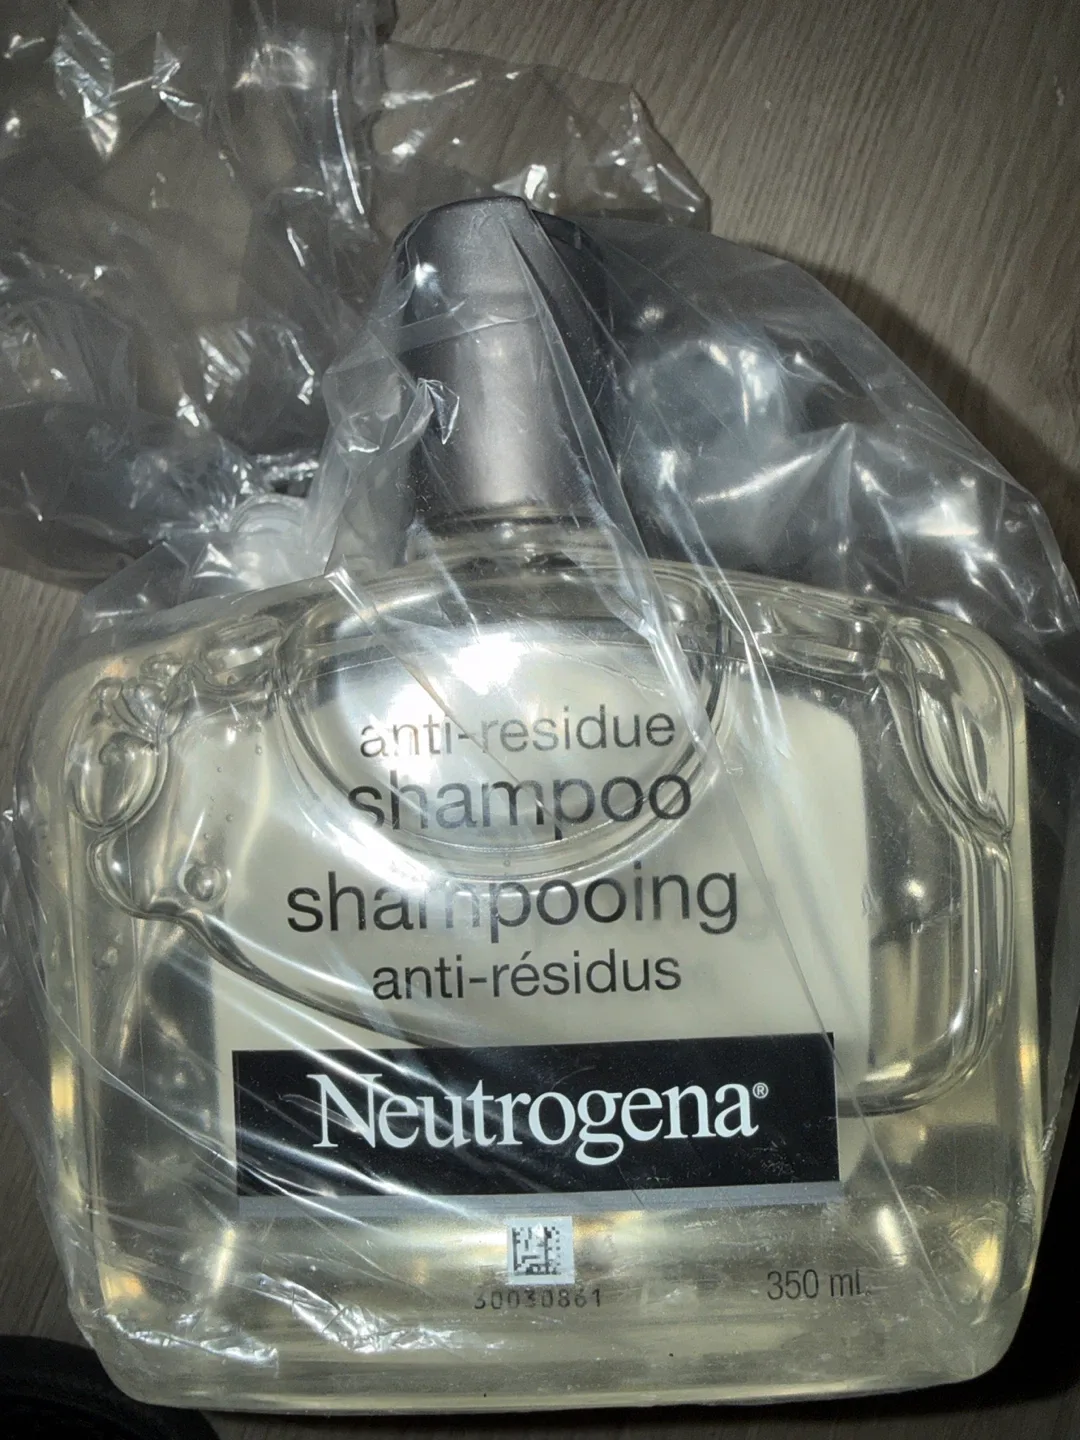 anti-residue
shampoo
shampooing
anti-résidus
Neutrogena®
30030861
350 mL